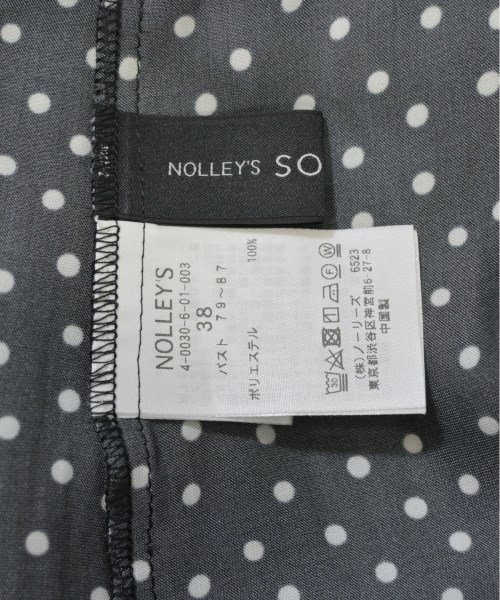 NOLLEY'S SO
NOLLEY'S
4-0030-6-01-003
38
バスト 79～87
ポリエステル 100%
30
F W
(株)ノーリーズ 6523
東京都渋谷区神宮前6-27-8
中国製